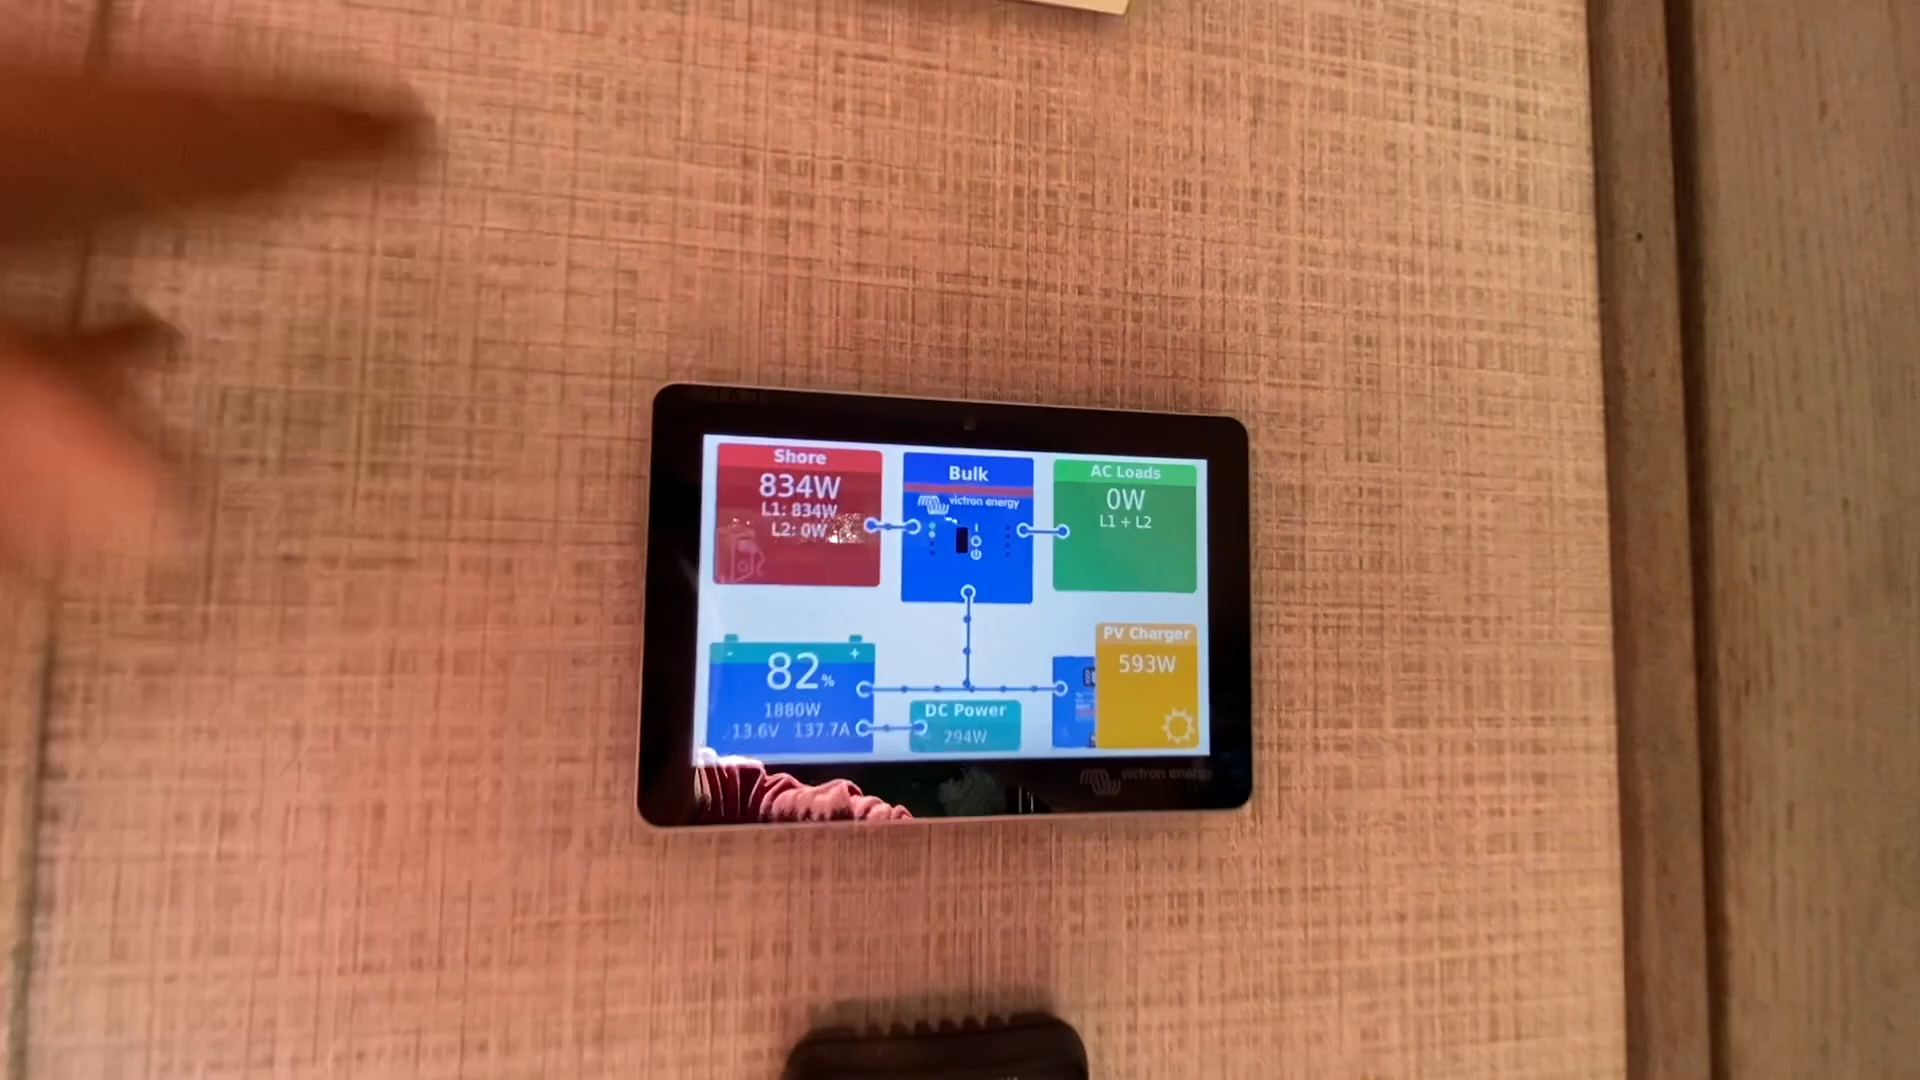 Shore
834W
L1: 834W
L2: 0W
Bulk
victron energy
AC Loads
0W
L1 + L2
- +
82%
1880W
13.6V 137.7A
DC Power
294W
PV Charger
593W
victron energy